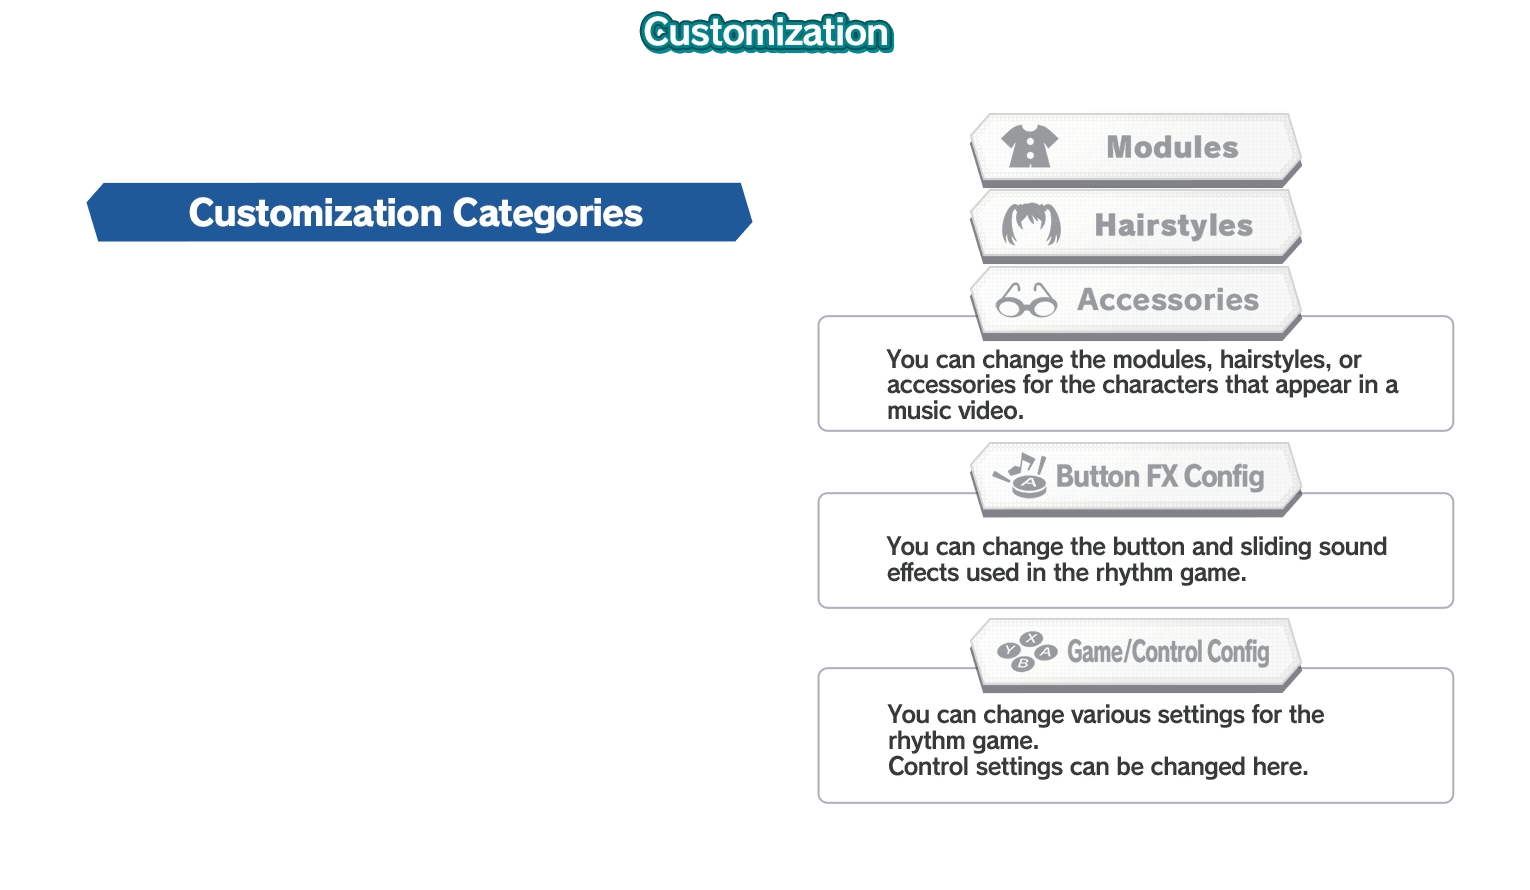 Customization
Customization Categories
Modules
Hairstyles
Accessories
You can change the modules, hairstyles, or
accessories for the characters that appear in a
music video.
A
Button FX Config
You can change the button and sliding sound
effects used in the rhythm game.
X
Y A
B
Game/Control Config
You can change various settings for the
rhythm game.
Control settings can be changed here.